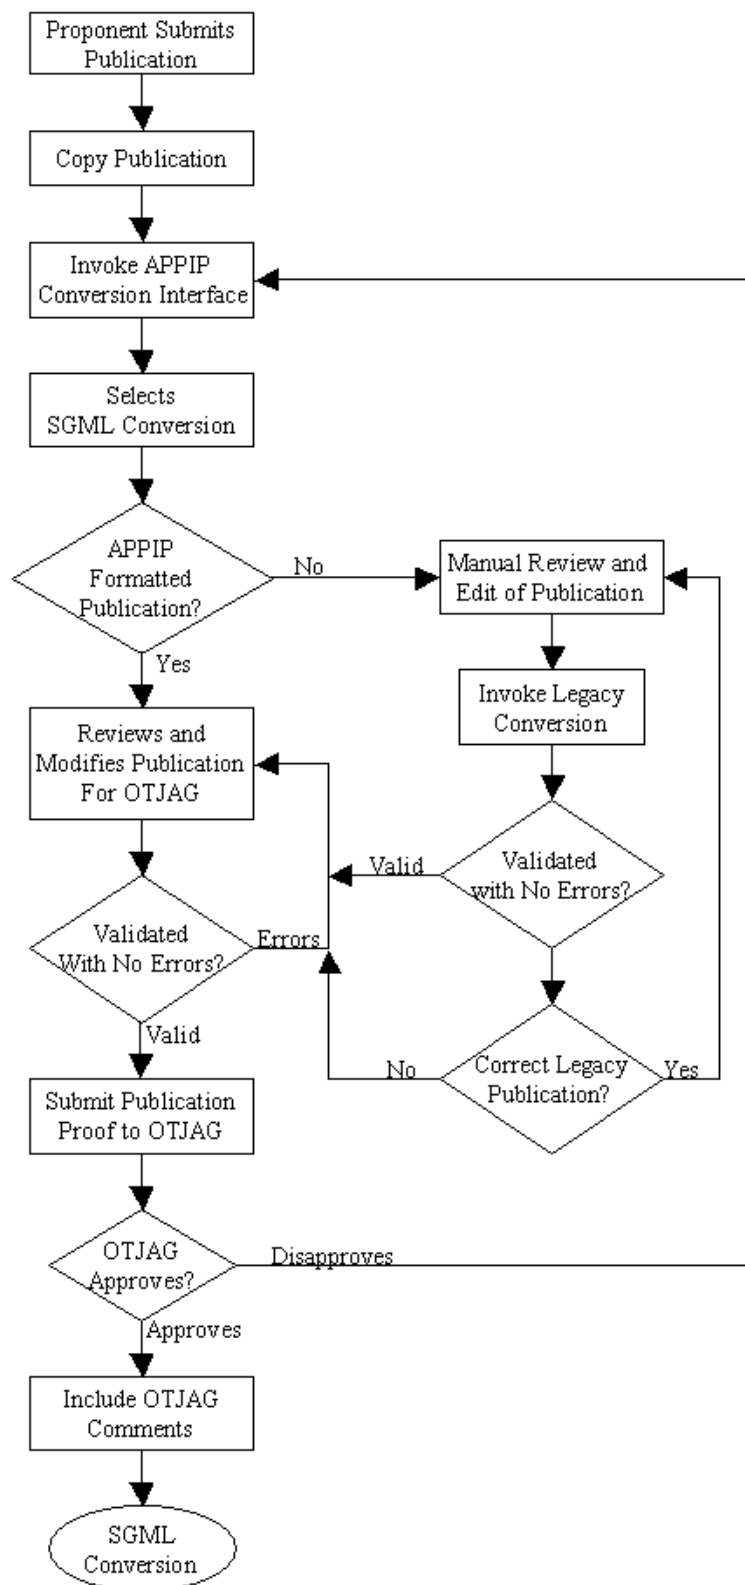 Proponent Submits
Publication
Copy Publication
Invoke APPIP
Conversion Interface
Selects
SGML Conversion
APPIP
Formatted
Publication?
No
Manual Review and
Edit of Publication
Yes
Invoke Legacy
Conversion
Reviews and
Modifies Publication
For OTJAG
Valid
Validated
with No Errors?
Validated
With No Errors?
Errors
Valid
No
Correct Legacy
Publication?
Yes
Submit Publication
Proof to OTJAG
OTJAG
Approves?
Disapproves
Approves
Include OTJAG
Comments
SGML
Conversion